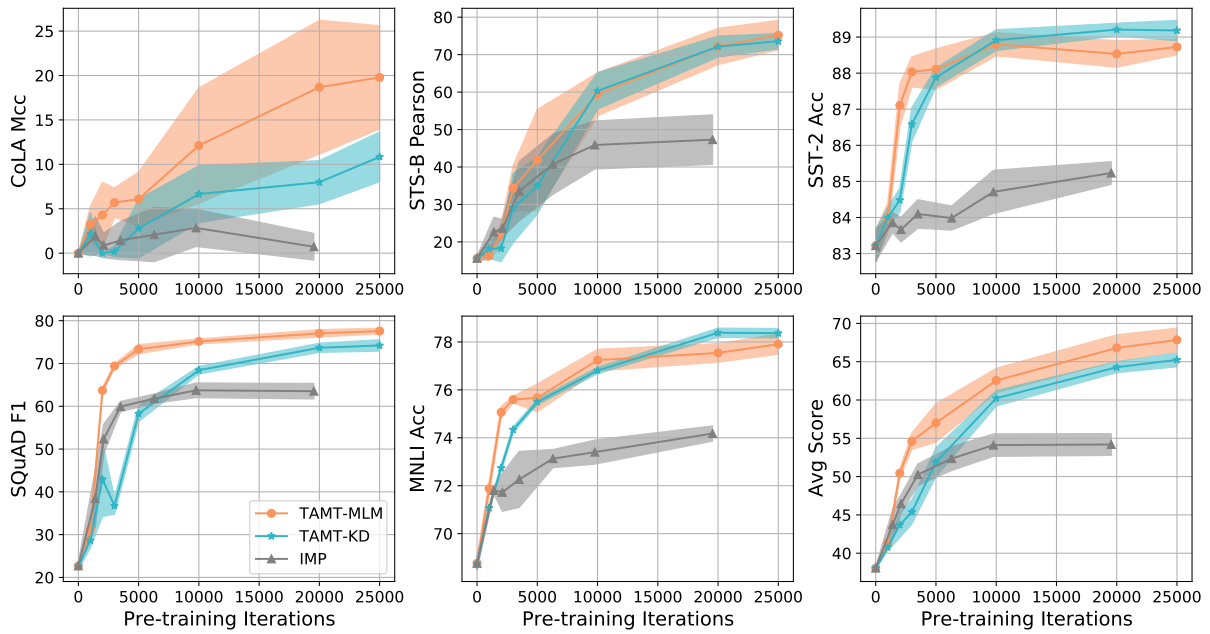 CoLA Mcc
25
20
15
10
5
0
0 5000 10000 15000 20000 25000
STS-B Pearson
80
70
60
50
40
30
20
0 5000 10000 15000 20000 25000
SST-2 Acc
89
88
87
86
85
84
83
0 5000 10000 15000 20000 25000
SQuAD F1
80
70
60
50
40
30
20
TAMT-MLM
TAMT-KD
IMP
0 5000 10000 15000 20000 25000
Pre-training Iterations
MNLI Acc
78
76
74
72
70
0 5000 10000 15000 20000 25000
Pre-training Iterations
Avg Score
70
65
60
55
50
45
40
0 5000 10000 15000 20000 25000
Pre-training Iterations